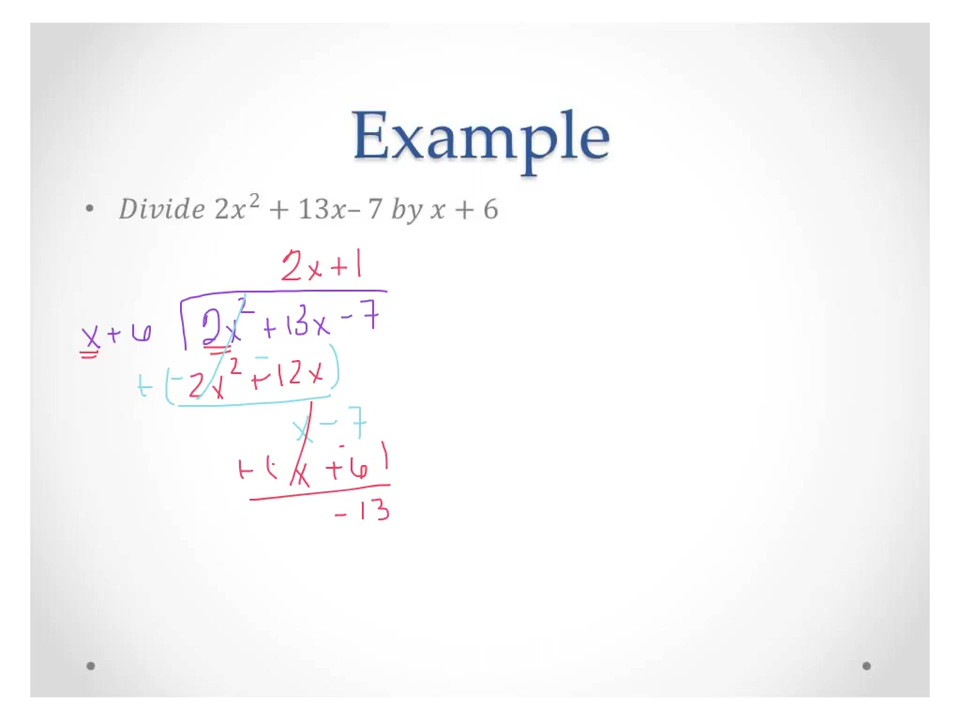 Example
• Divide 2x² + 13x– 7 by x + 6
2x + 1
x + 6 2x² + 13x - 7
+ (- 2x² + - 12x)
x - 7
+ (- x + - 6)
- 13